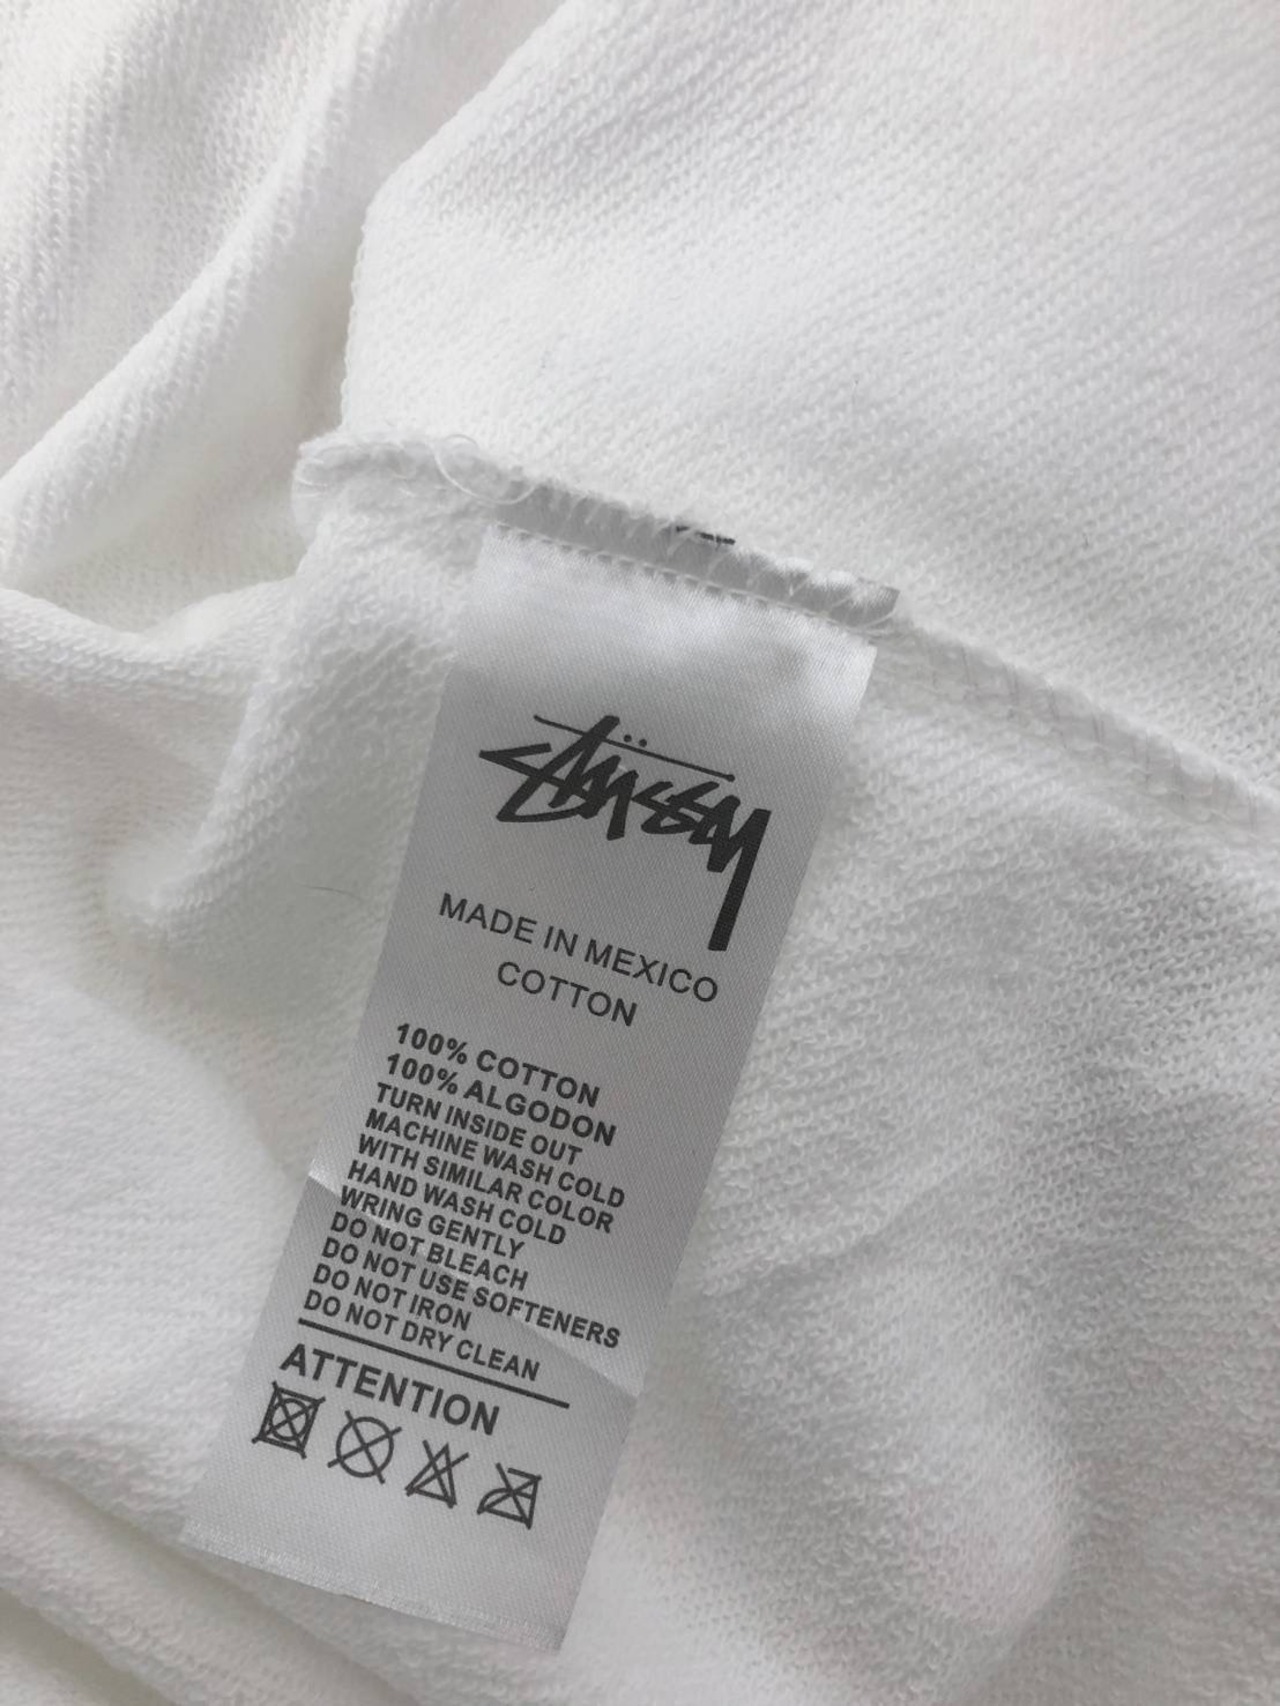 Stüssy
MADE IN MEXICO
COTTON
100% COTTON
100% ALGODON
TURN INSIDE OUT
MACHINE WASH COLD
WITH SIMILAR COLOR
HAND WASH COLD
WRING GENTLY
DO NOT BLEACH
DO NOT USE SOFTENERS
DO NOT IRON
DO NOT DRY CLEAN
ATTENTION